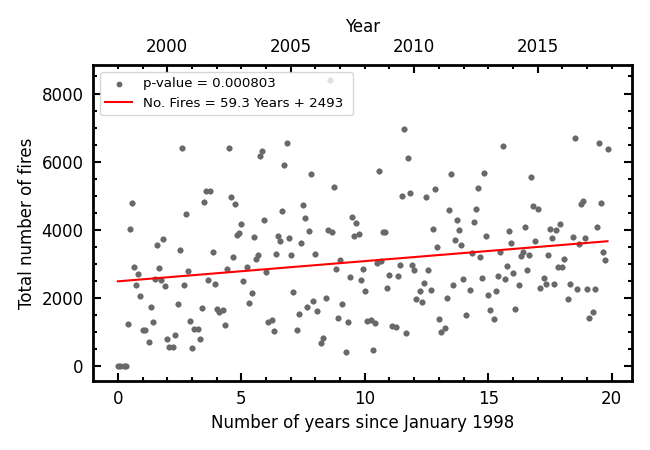 Year
2000 2005 2010 2015
p-value = 0.000803
No. Fires = 59.3 Years + 2493
Total number of fires
8000
6000
4000
2000
0
0 5 10 15 20
Number of years since January 1998